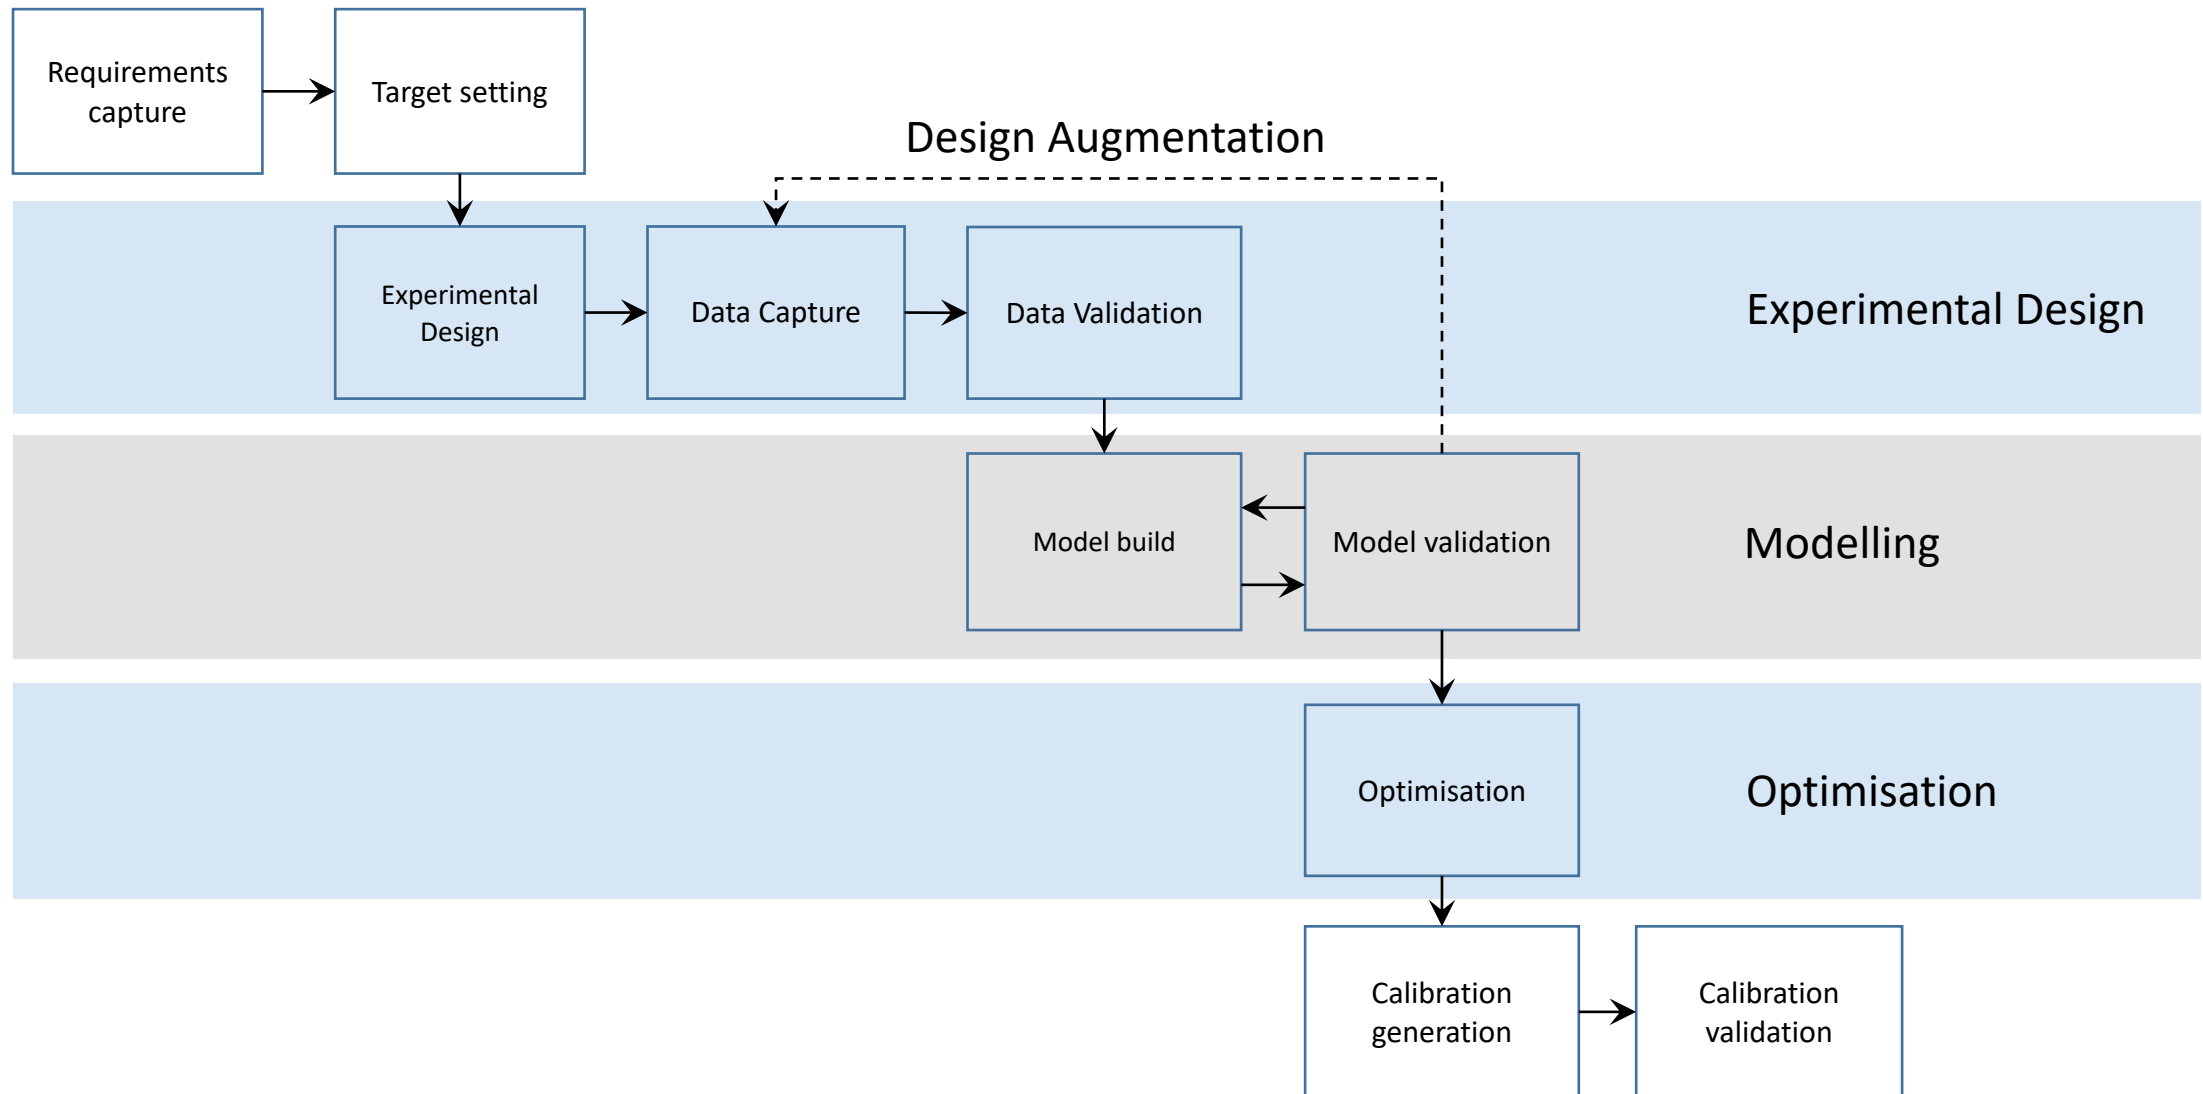 Requirements
capture
Target setting
Design Augmentation
Experimental
Design
Data Capture
Data Validation
Experimental Design
Model build
Model validation
Modelling
Optimisation
Optimisation
Calibration
generation
Calibration
validation